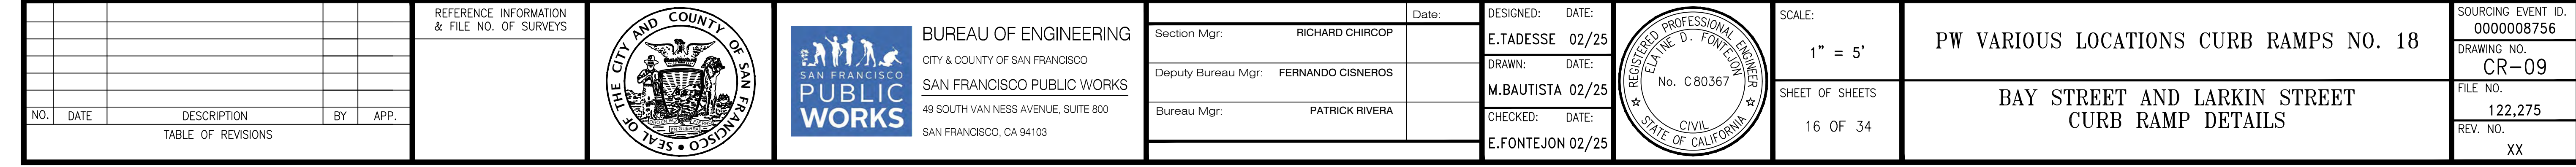 NO. DATE DESCRIPTION BY APP.
TABLE OF REVISIONS
REFERENCE INFORMATION
& FILE NO. OF SURVEYS
SEAL OF THE CITY AND COUNTY OF SAN FRANCISCO
SAN FRANCISCO
PUBLIC
WORKS
BUREAU OF ENGINEERING
CITY & COUNTY OF SAN FRANCISCO
SAN FRANCISCO PUBLIC WORKS
49 SOUTH VAN NESS AVENUE, SUITE 800
SAN FRANCISCO, CA 94103
Date:
Section Mgr: RICHARD CHIRCOP
Deputy Bureau Mgr: FERNANDO CISNEROS
Bureau Mgr: PATRICK RIVERA
DESIGNED: DATE:
E.TADESSE 02/25
DRAWN: DATE:
M.BAUTISTA 02/25
CHECKED: DATE:
E.FONTEJON 02/25
REGISTERED PROFESSIONAL ENGINEER
ELAINE D. FONTEJON
No. C80367
CIVIL
STATE OF CALIFORNIA
SCALE:
1" = 5'
SHEET OF SHEETS
16 OF 34
PW VARIOUS LOCATIONS CURB RAMPS NO. 18
BAY STREET AND LARKIN STREET
CURB RAMP DETAILS
SOURCING EVENT ID.
0000008756
DRAWING NO.
CR-09
FILE NO.
122,275
REV. NO.
XX